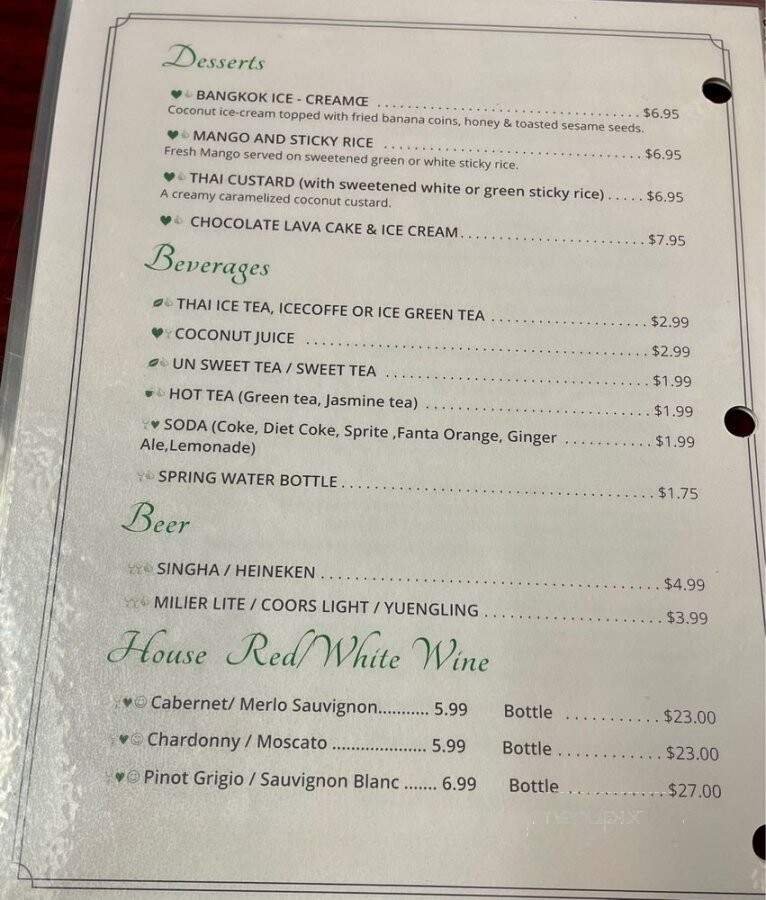 Desserts
BANGKOK ICE - CREAMŒ ........................ $6.95
Coconut ice-cream topped with fried banana coins, honey & toasted sesame seeds.
MANGO AND STICKY RICE ........................ $6.95
Fresh Mango served on sweetened green or white sticky rice.
THAI CUSTARD (with sweetened white or green sticky rice) ..... $6.95
A creamy caramelized coconut custard.
CHOCOLATE LAVA CAKE & ICE CREAM ........................ $7.95
Beverages
THAI ICE TEA, ICECOFFE OR ICE GREEN TEA .................... $2.99
COCONUT JUICE ........................ $2.99
UN SWEET TEA / SWEET TEA ........................ $1.99
HOT TEA (Green tea, Jasmine tea) ........................ $1.99
SODA (Coke, Diet Coke, Sprite ,Fanta Orange, Ginger ........... $1.99
Ale,Lemonade)
SPRING WATER BOTTLE ........................ $1.75
Beer
SINGHA / HEINEKEN ........................ $4.99
MILlER LITE / COORS LIGHT / YUENGLING ...................... $3.99
House Red/White Wine
Cabernet/ Merlo Sauvignon........... 5.99 Bottle ............ $23.00
Chardonny / Moscato ..................... 5.99 Bottle ............. $23.00
Pinot Grigio / Sauvignon Blanc ....... 6.99 Bottle ............. $27.00